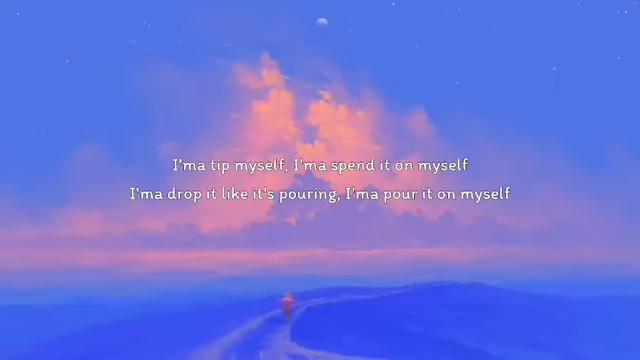 I'ma tip myself, I'ma spend it on myself
I'ma drop it like it's pouring, I'ma pour it on myself